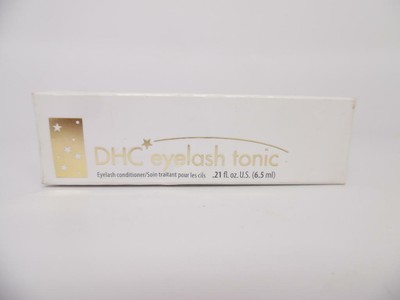 DHC eyelash tonic
Eyelash conditioner/Soin traitant pour les cils .21 fl. oz. U.S. (6.5 ml)